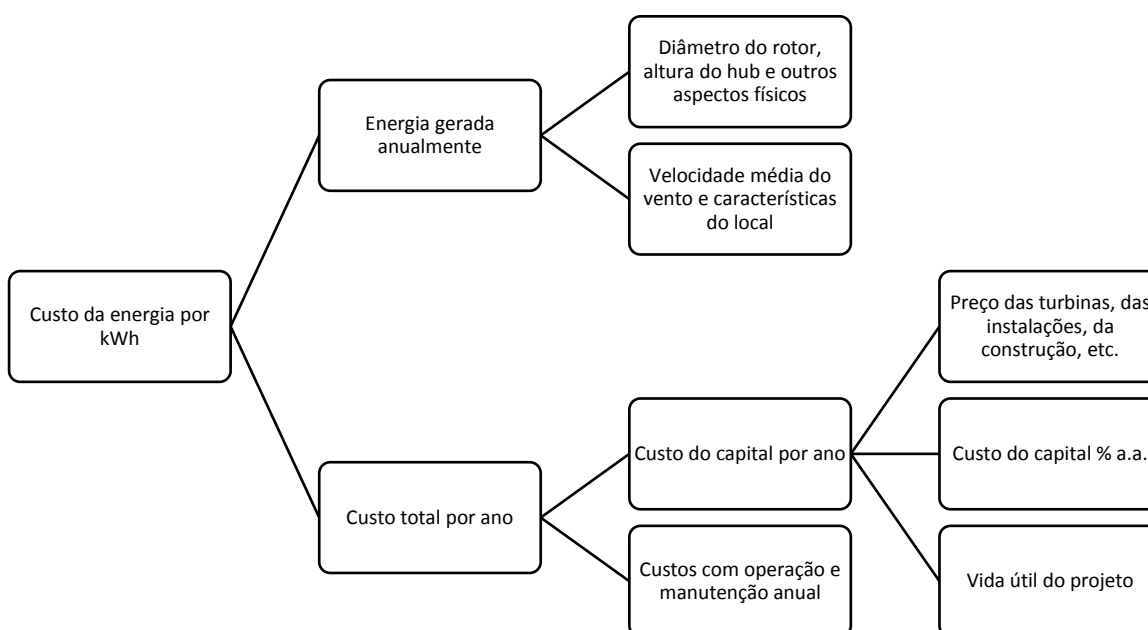 Diâmetro do rotor,
altura do hub e outros
aspectos físicos
Energia gerada
anualmente
Velocidade média do
vento e características
do local
Custo da energia por
kWh
Preço das turbinas, das
instalações, da
construção, etc.
Custo do capital por ano
Custo do capital % a.a.
Custo total por ano
Custos com operação e
manutenção anual
Vida útil do projeto